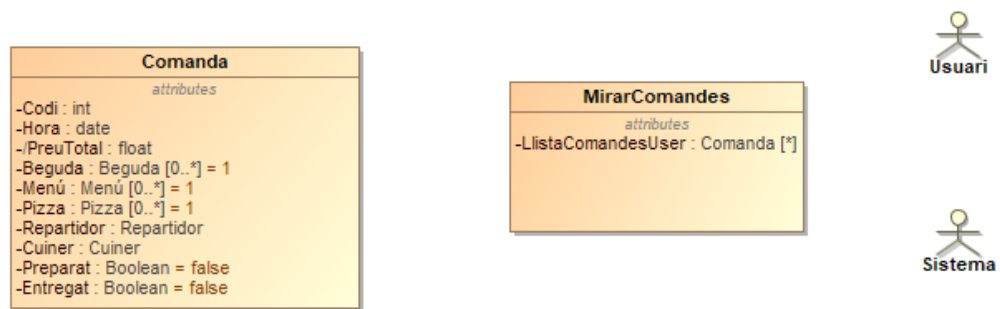 Comanda
attributes
-Codi : int
-Hora : date
-/PreuTotal : float
-Beguda : Beguda [0..*] = 1
-Menú : Menú [0..*] = 1
-Pizza : Pizza [0..*] = 1
-Repartidor : Repartidor
-Cuiner : Cuiner
-Preparat : Boolean = false
-Entregat : Boolean = false
MirarComandes
attributes
-LlistaComandesUser : Comanda [*]
Usuari
Sistema